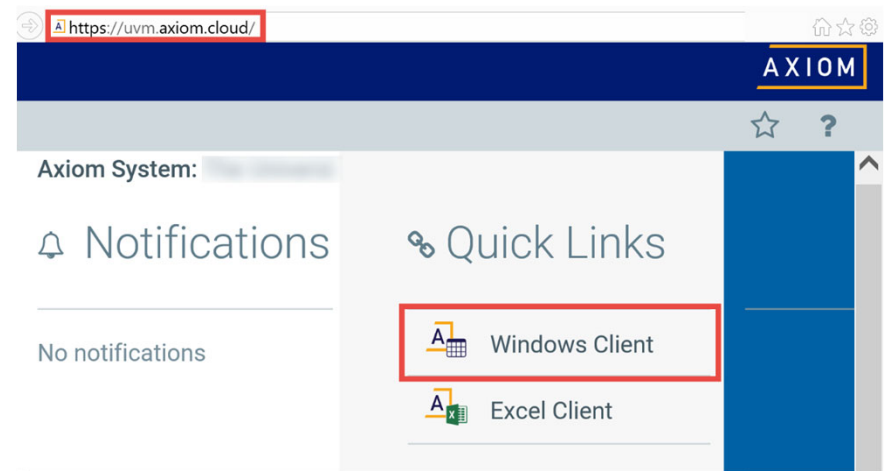 https://uvm.axiom.cloud/
AXIOM
?
Axiom System:
Notifications
Quick Links
No notifications
Windows Client
Excel Client